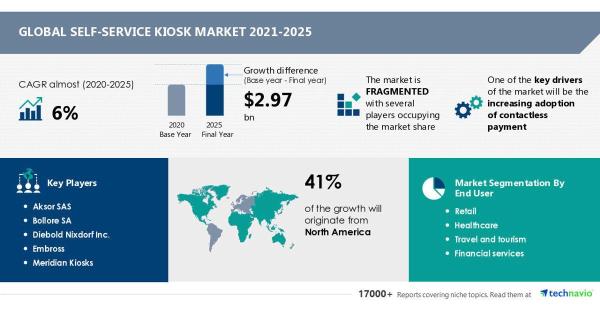 GLOBAL SELF-SERVICE KIOSK MARKET 2021-2025
CAGR almost (2020-2025)
6%
2020
Base Year
2025
Final Year
Growth difference
(Base year - Final year)
$2.97
bn
The market is
FRAGMENTED
with several
players occupying
the market share
One of the key drivers
of the market will be the
increasing adoption
of contactless
payment
Key Players
• Aksor SAS
• Bollore SA
• Diebold Nixdorf Inc.
• Embross
• Meridian Kiosks
41%
of the growth will
originate from
North America
Market Segmentation By
End User
• Retail
• Healthcare
• Travel and tourism
• Financial services
17000+ Reports covering niche topics. Read them at technavio